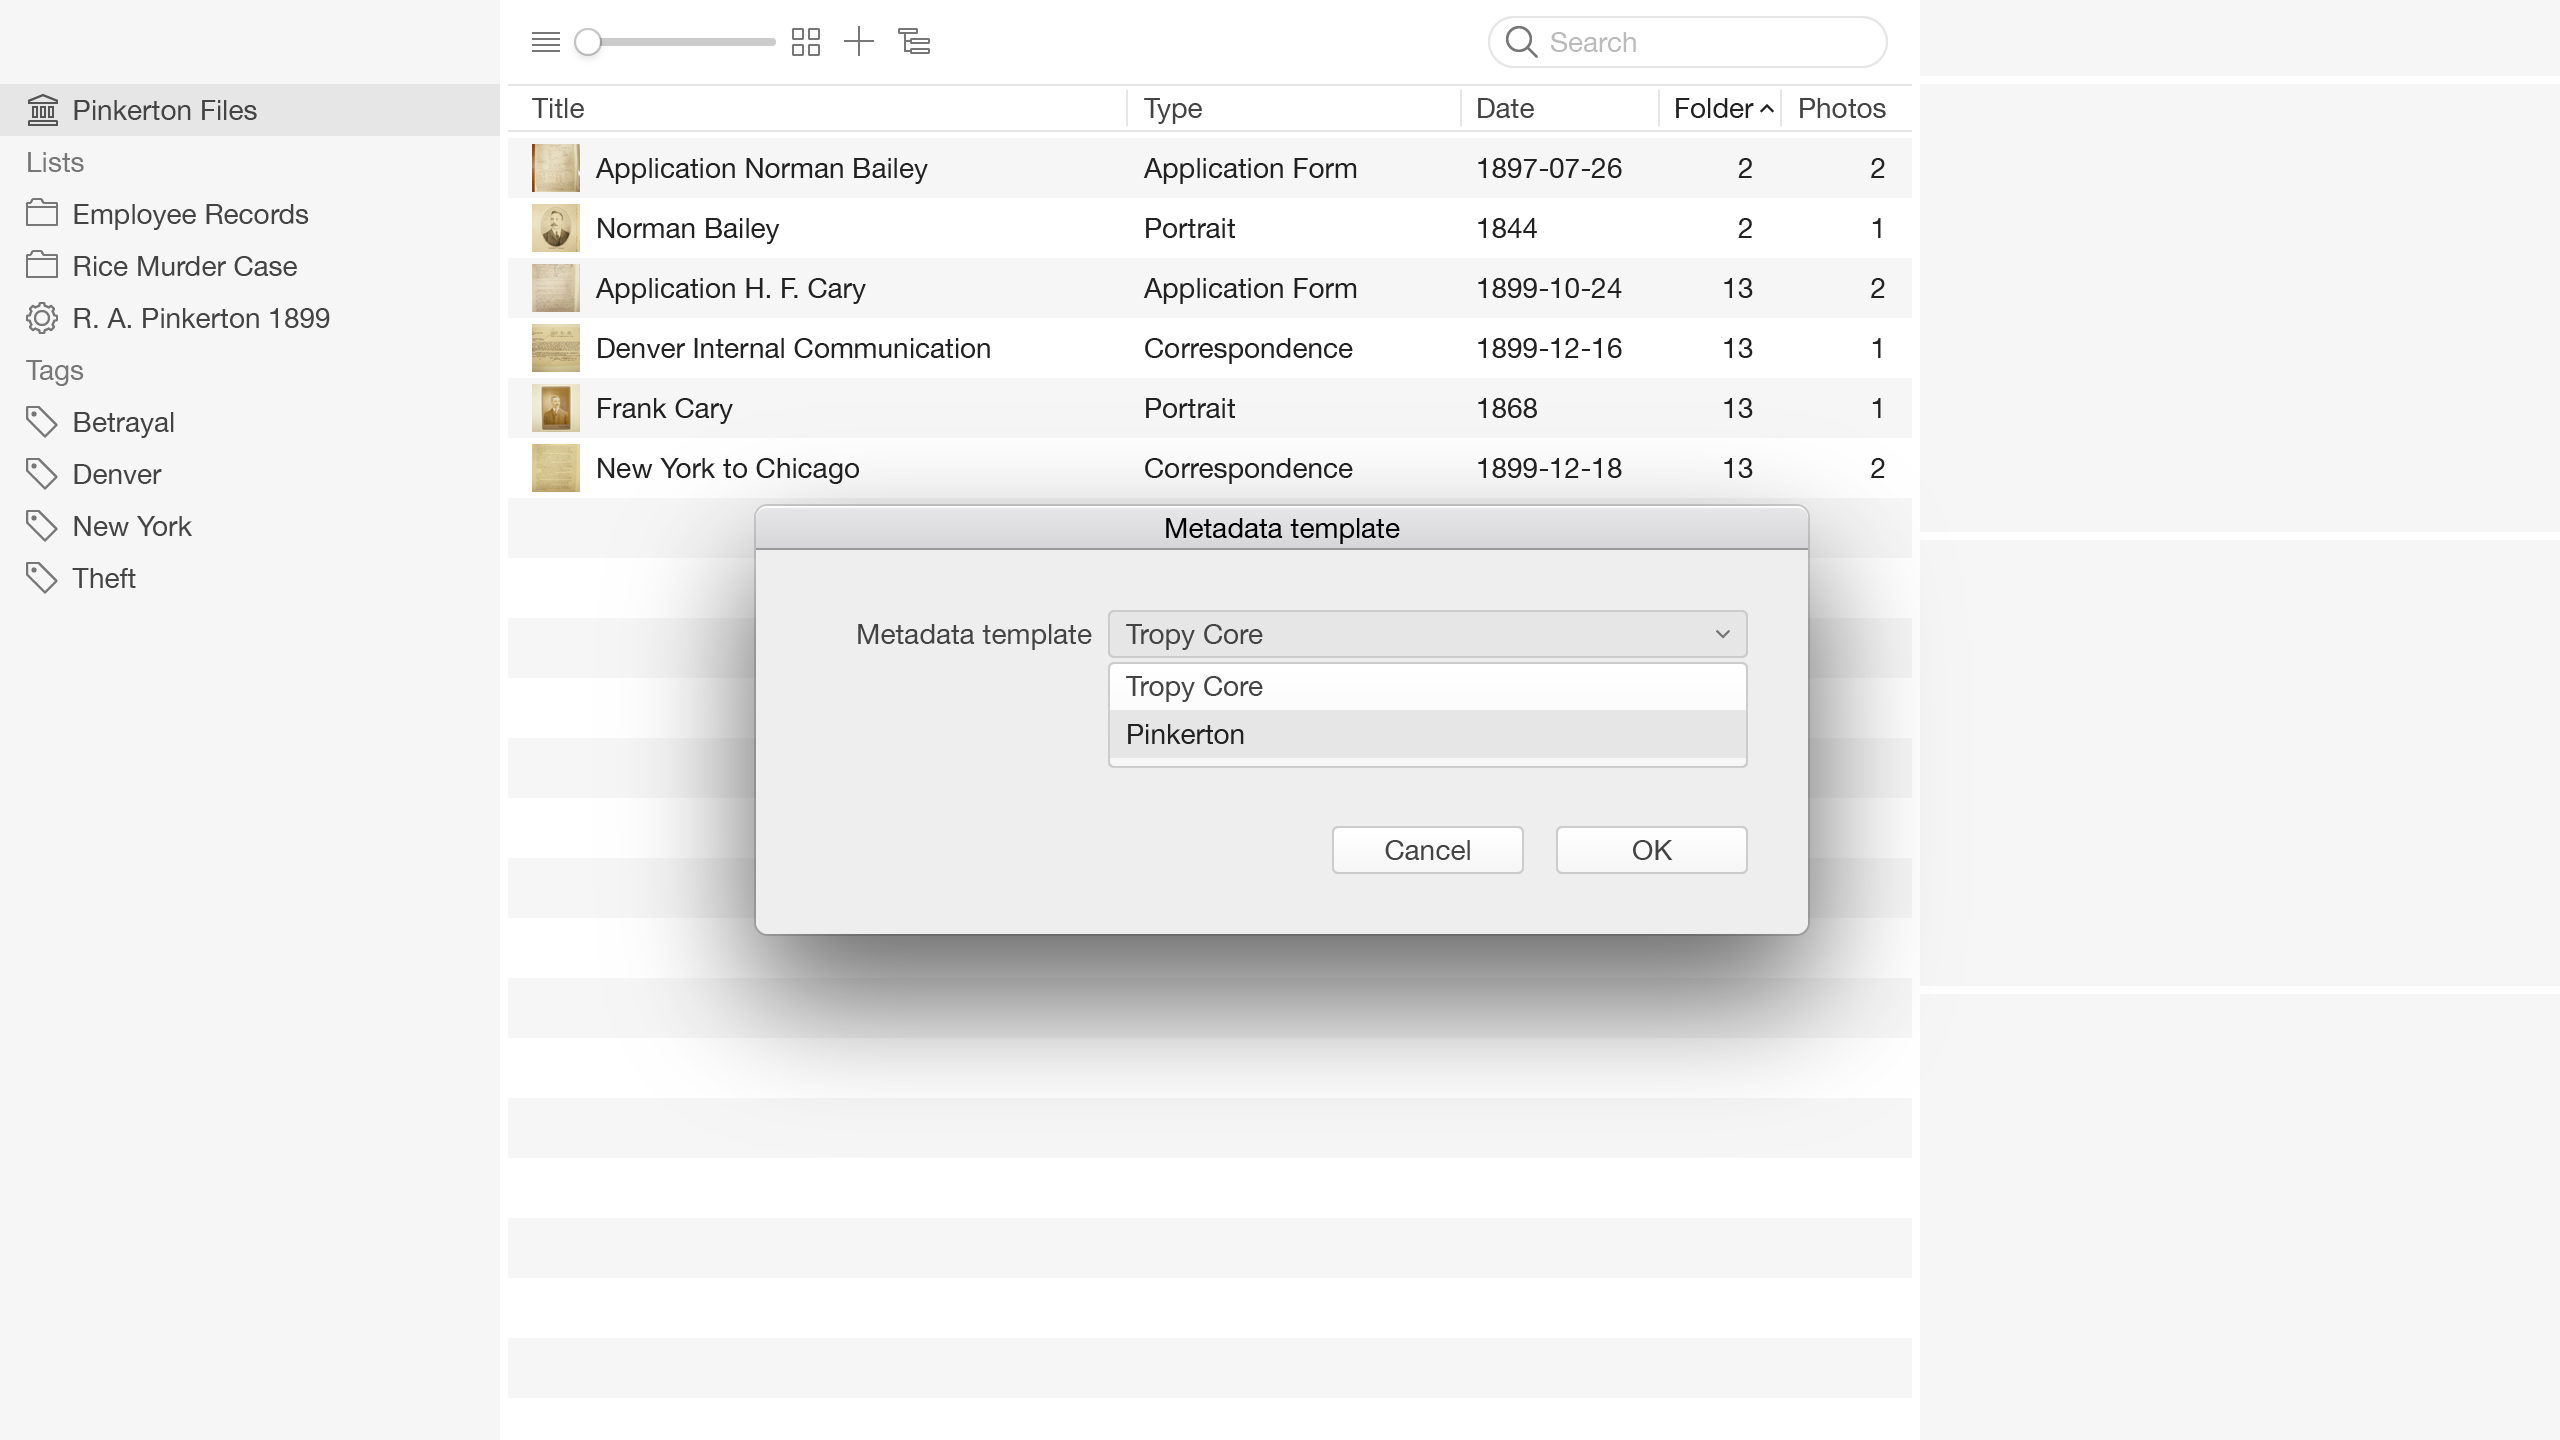 Search
Pinkerton Files
Lists
Employee Records
Rice Murder Case
R. A. Pinkerton 1899
Tags
Betrayal
Denver
New York
Theft
Title Type Date Folder Photos
Application Norman Bailey Application Form 1897-07-26 2 2
Norman Bailey Portrait 1844 2 1
Application H. F. Cary Application Form 1899-10-24 13 2
Denver Internal Communication Correspondence 1899-12-16 13 1
Frank Cary Portrait 1868 13 1
New York to Chicago Correspondence 1899-12-18 13 2
Metadata template
Metadata template Tropy Core
Tropy Core
Pinkerton
Cancel OK